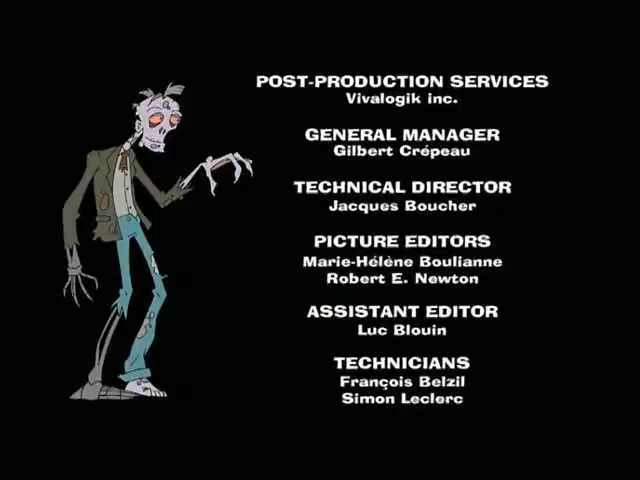 POST-PRODUCTION SERVICES
Vivalogik inc.
GENERAL MANAGER
Gilbert Crépeau
TECHNICAL DIRECTOR
Jacques Boucher
PICTURE EDITORS
Marie-Hélène Boulianne
Robert E. Newton
ASSISTANT EDITOR
Luc Blouin
TECHNICIANS
François Belzil
Simon Leclerc